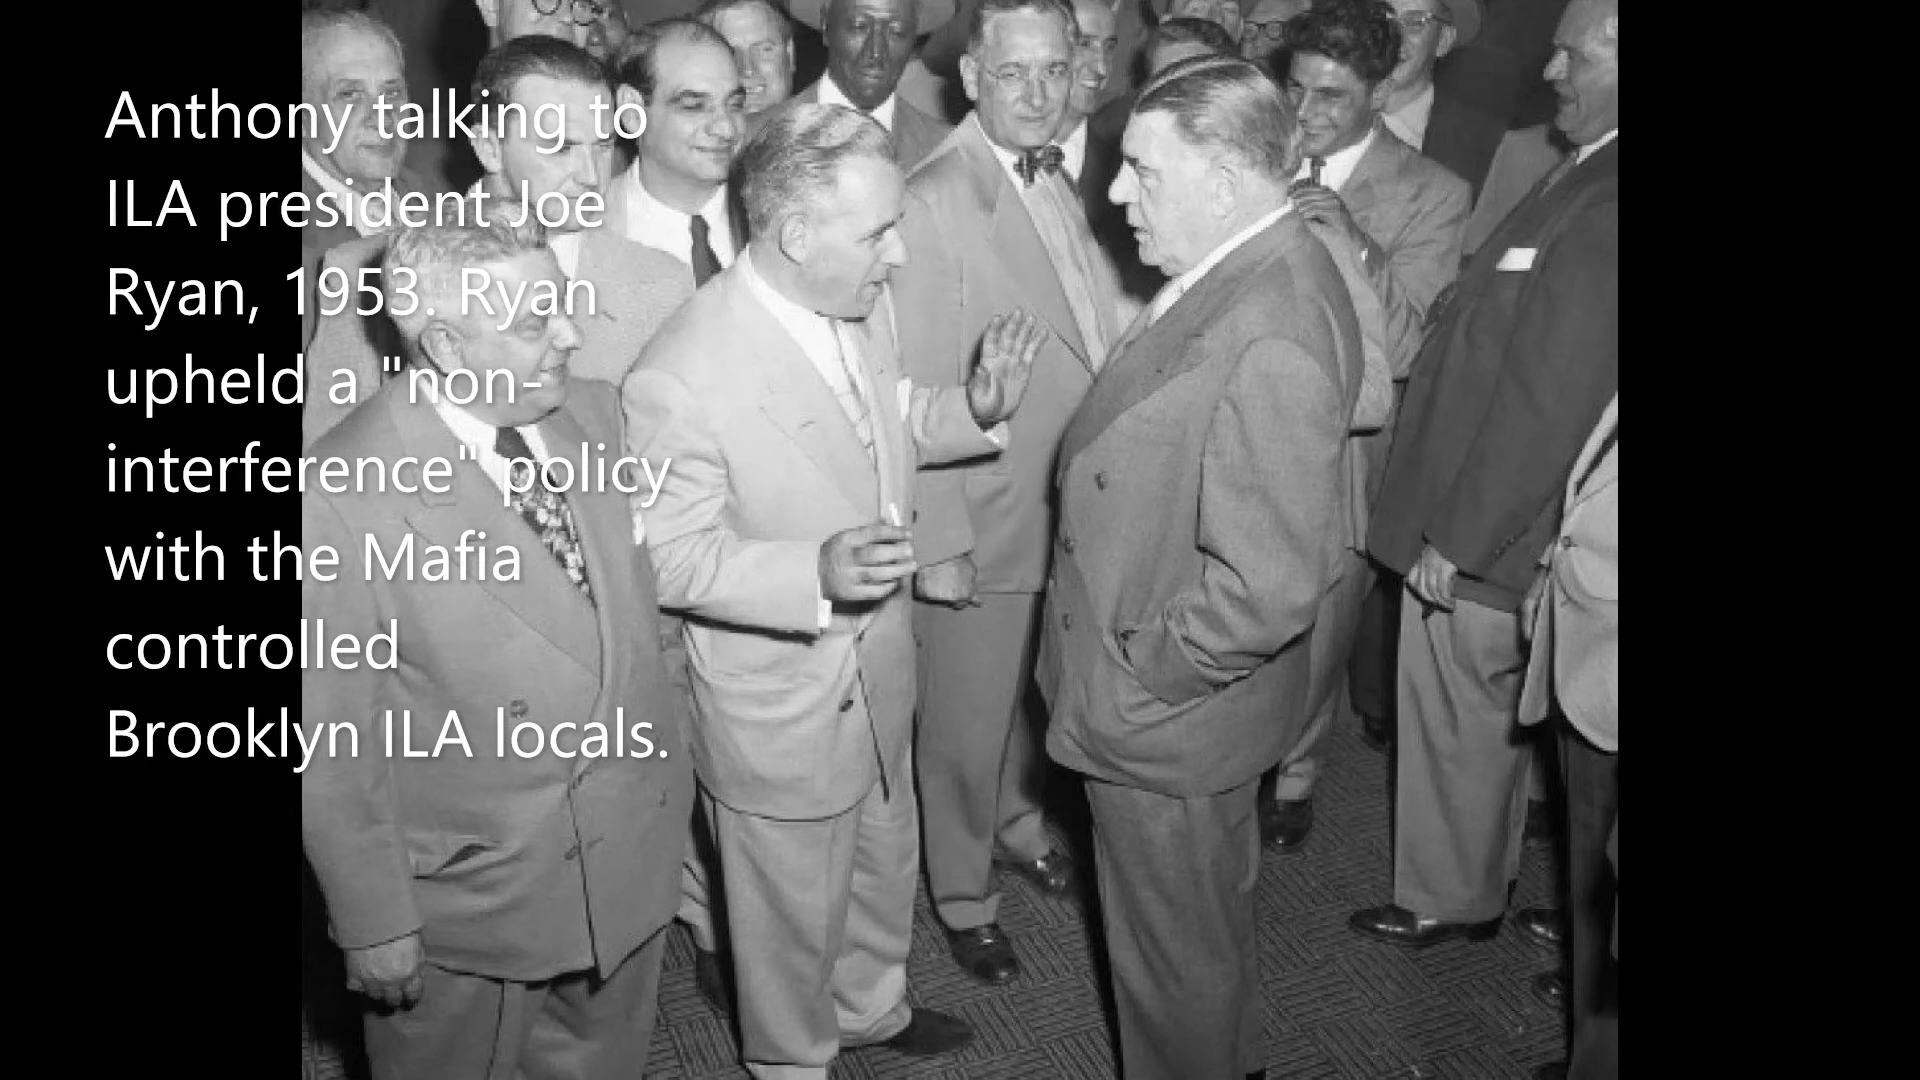 Anthony talking to
ILA president Joe
Ryan, 1953. Ryan
upheld a "non-
interference" policy
with the Mafia
controlled
Brooklyn ILA locals.